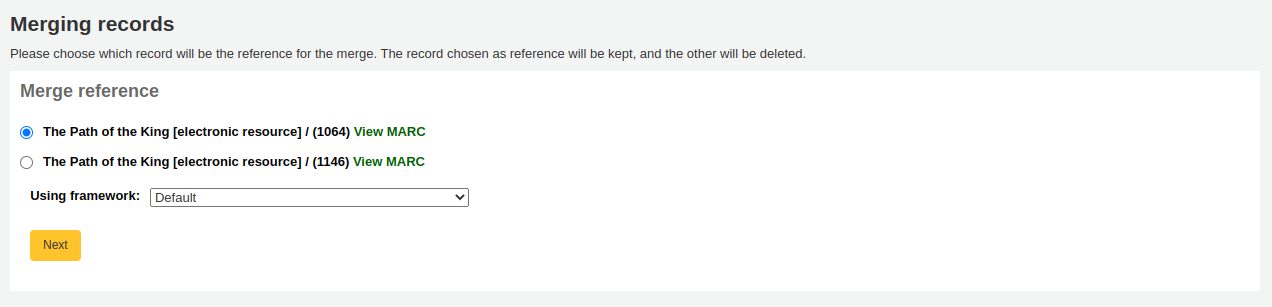 Merging records
Please choose which record will be the reference for the merge. The record chosen as reference will be kept, and the other will be deleted.
Merge reference
The Path of the King [electronic resource] / (1064) View MARC
The Path of the King [electronic resource] / (1146) View MARC
Using framework: Default
Next